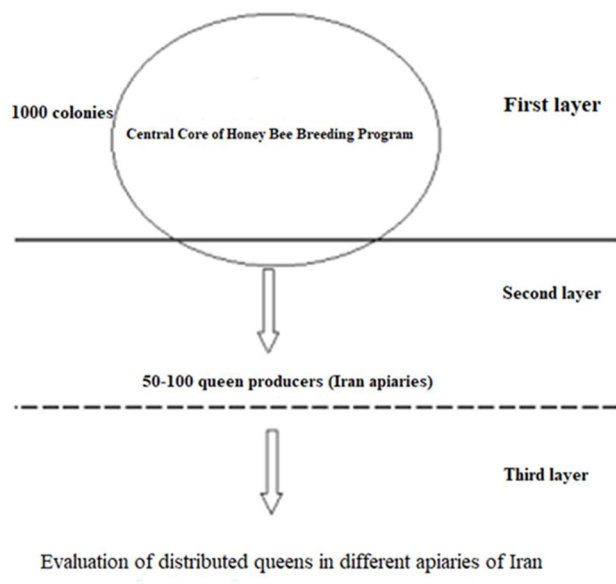 First layer
1000 colonies
Central Core of Honey Bee Breeding Program
Second layer
50-100 queen producers (Iran apiaries)
Third layer
Evaluation of distributed queens in different apiaries of Iran